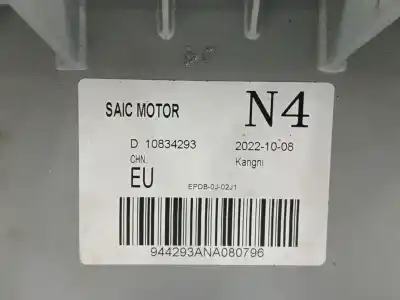 SAIC MOTOR N4
D 10834293 2022-10-08
CHN. Kangni
EU
EPDB-0J-02J1
944293ANA080796